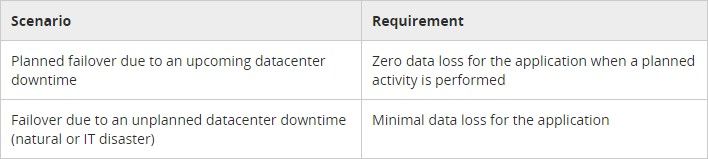 Scenario Requirement
Planned failover due to an upcoming datacenter Zero data loss for the application when a planned
downtime activity is performed
Failover due to an unplanned datacenter downtime Minimal data loss for the application
(natural or IT disaster)